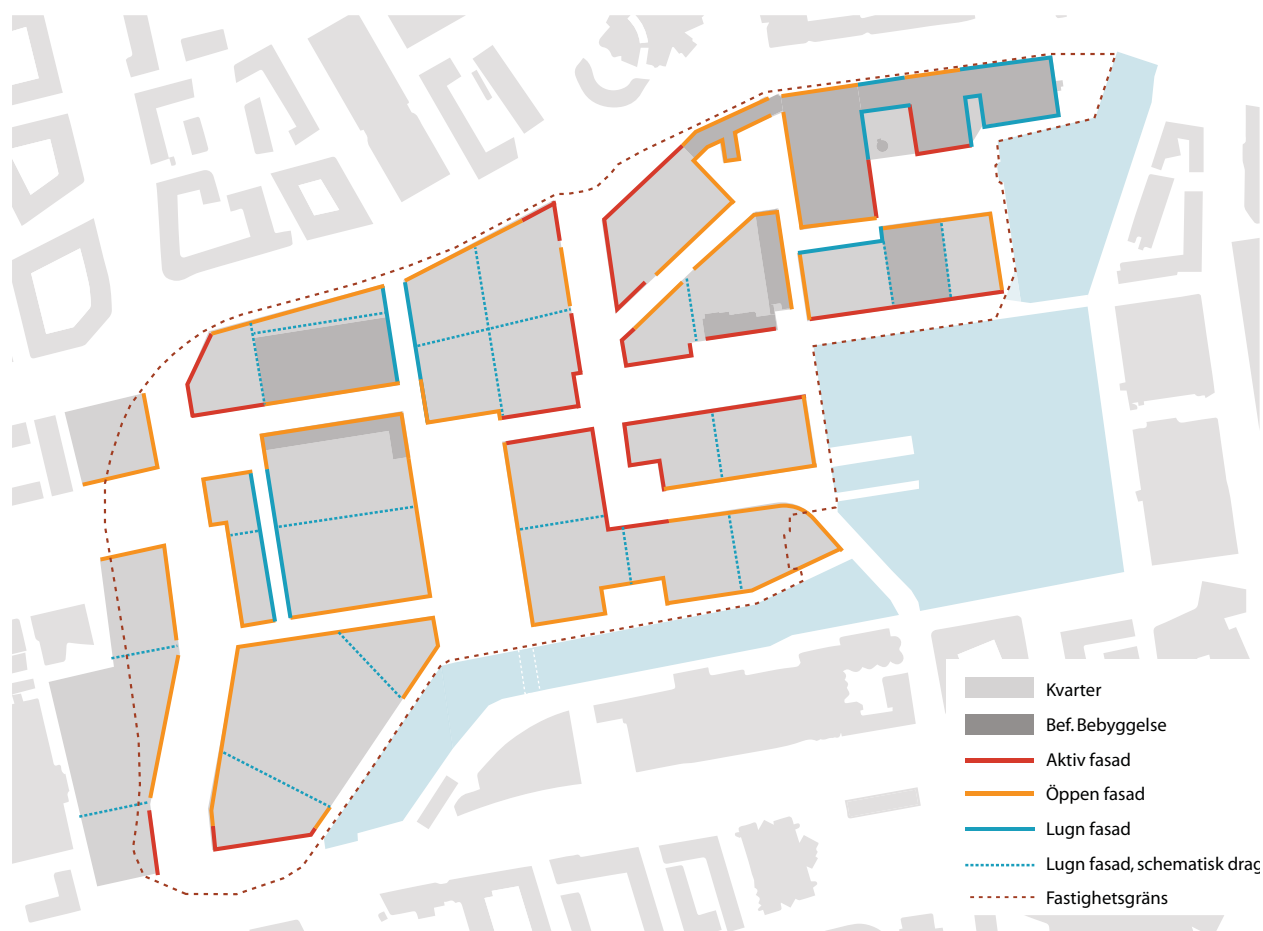 Kvarter
Bef. Bebyggelse
Aktiv fasad
Öppen fasad
Lugn fasad
Lugn fasad, schematisk drag
Fastighetsgräns